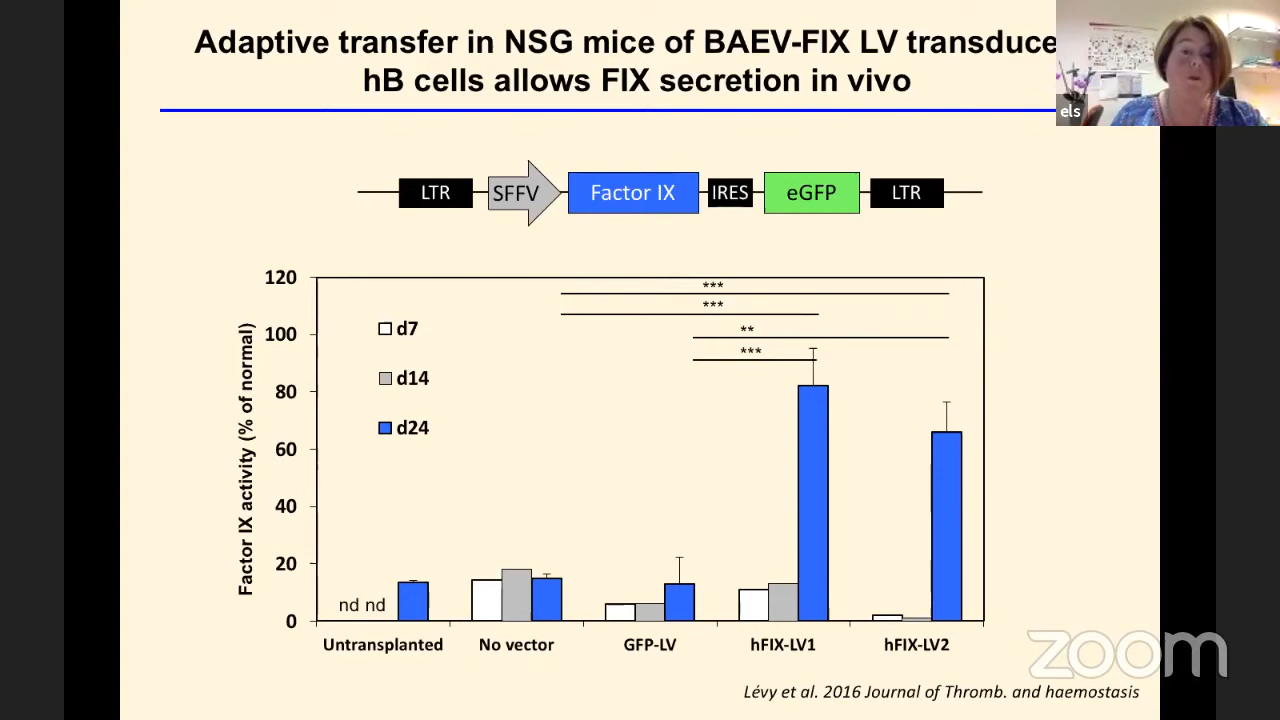 Adaptive transfer in NSG mice of BAEV-FIX LV transduce
hB cells allows FIX secretion in vivo
els
LTR SFFV Factor IX IRES eGFP LTR
120
100
80
60
40
20
0
Factor IX activity (% of normal)
d7
d14
d24
***
***
**
***
nd nd
Untransplanted No vector GFP-LV hFIX-LV1 hFIX-LV2
zoom
Lévy et al. 2016 Journal of Thromb. and haemostasis